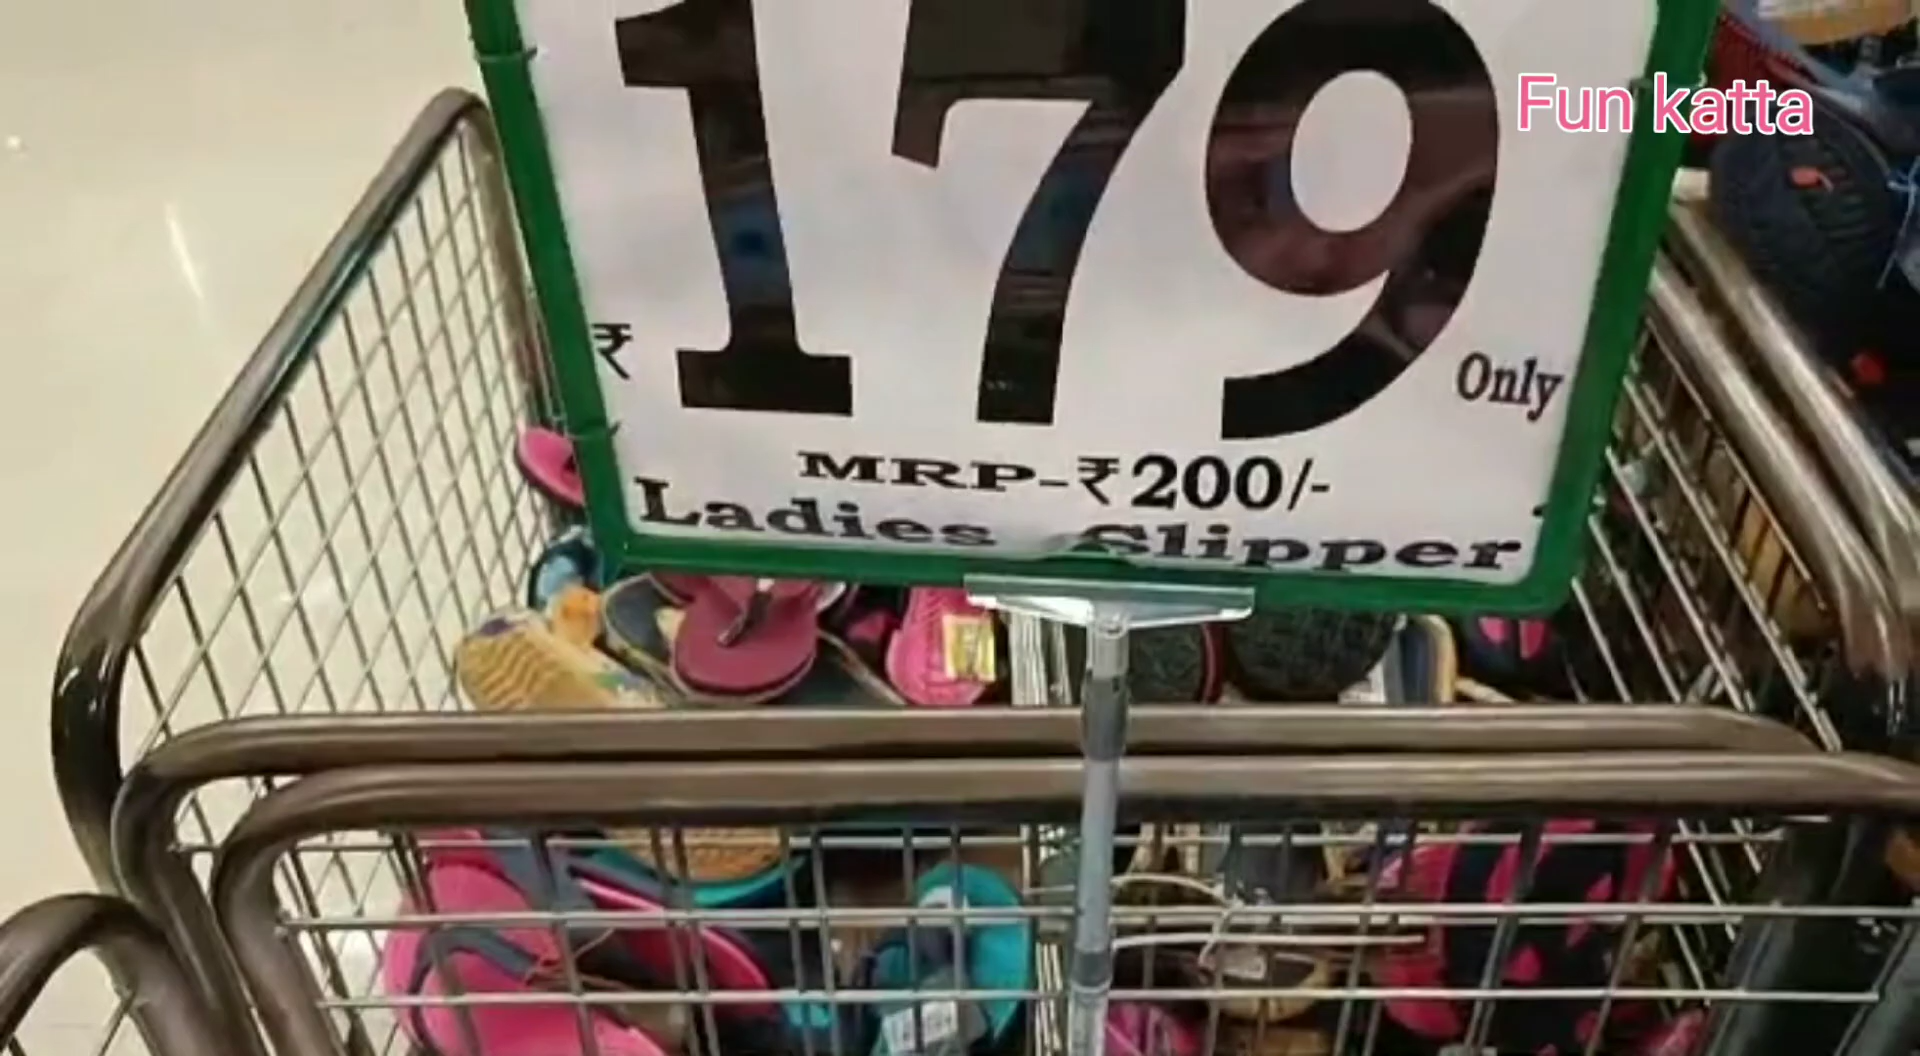 Fun katta
179
₹ Only
MRP-₹200/-
Ladies Slipper